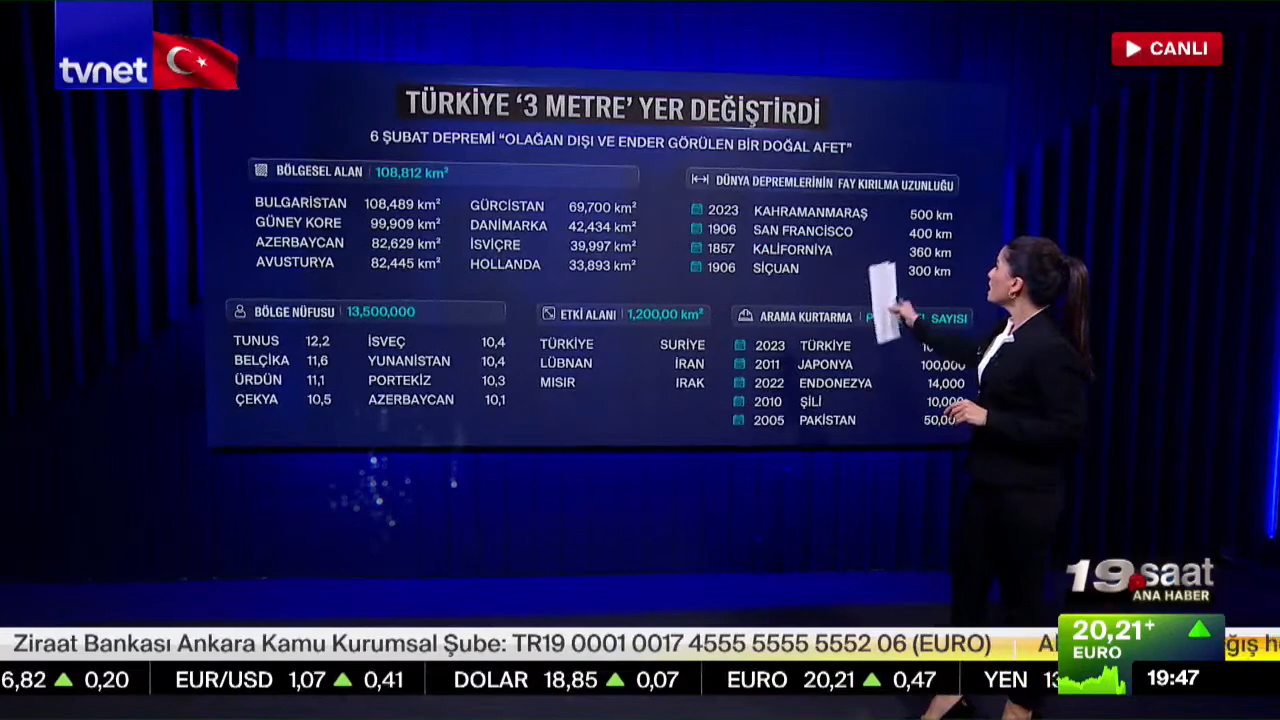 tvnet
CANLI
TÜRKİYE ‘3 METRE’ YER DEĞİŞTİRDİ
6 ŞUBAT DEPREMİ “OLAĞAN DIŞI VE ENDER GÖRÜLEN BİR DOĞAL AFET”
BÖLGESEL ALAN | 108,812 km²
BULGARİSTAN 108,489 km² GÜRCİSTAN 69,700 km²
GÜNEY KORE 99,909 km² DANİMARKA 42,434 km²
AZERBAYCAN 82,629 km² İSVİÇRE 39,997 km²
AVUSTURYA 82,445 km² HOLLANDA 33,893 km²
DÜNYA DEPREMLERİNİN FAY KIRILMA UZUNLUĞU
2023 KAHRAMANMARAŞ 500 km
1906 SAN FRANCİSCO 400 km
1857 KALİFORNİYA 360 km
1906 SİÇUAN 300 km
BÖLGE NÜFUSU | 13,500,000
TUNUS 12,2 İSVEÇ 10,4
BELÇİKA 11,6 YUNANİSTAN 10,4
ÜRDÜN 11,1 PORTEKİZ 10,3
ÇEKYA 10,5 AZERBAYCAN 10,1
ETKİ ALANI | 1,200,00 km²
TÜRKİYE SURİYE
LÜBNAN İRAN
MISIR IRAK
ARAMA KURTARMA | SAYISI
2023 TÜRKİYE
2011 JAPONYA 100,000
2022 ENDONEZYA 14,000
2010 ŞİLİ 10,000
2005 PAKİSTAN 50,00
19.saat
ANA HABER
Ziraat Bankası Ankara Kamu Kurumsal Şube: TR19 0001 0017 4555 5555 5552 06 (EURO)
20,21+
EURO
6,82 0,20 EUR/USD 1,07 0,41 DOLAR 18,85 0,07 EURO 20,21 0,47 YEN
19:47